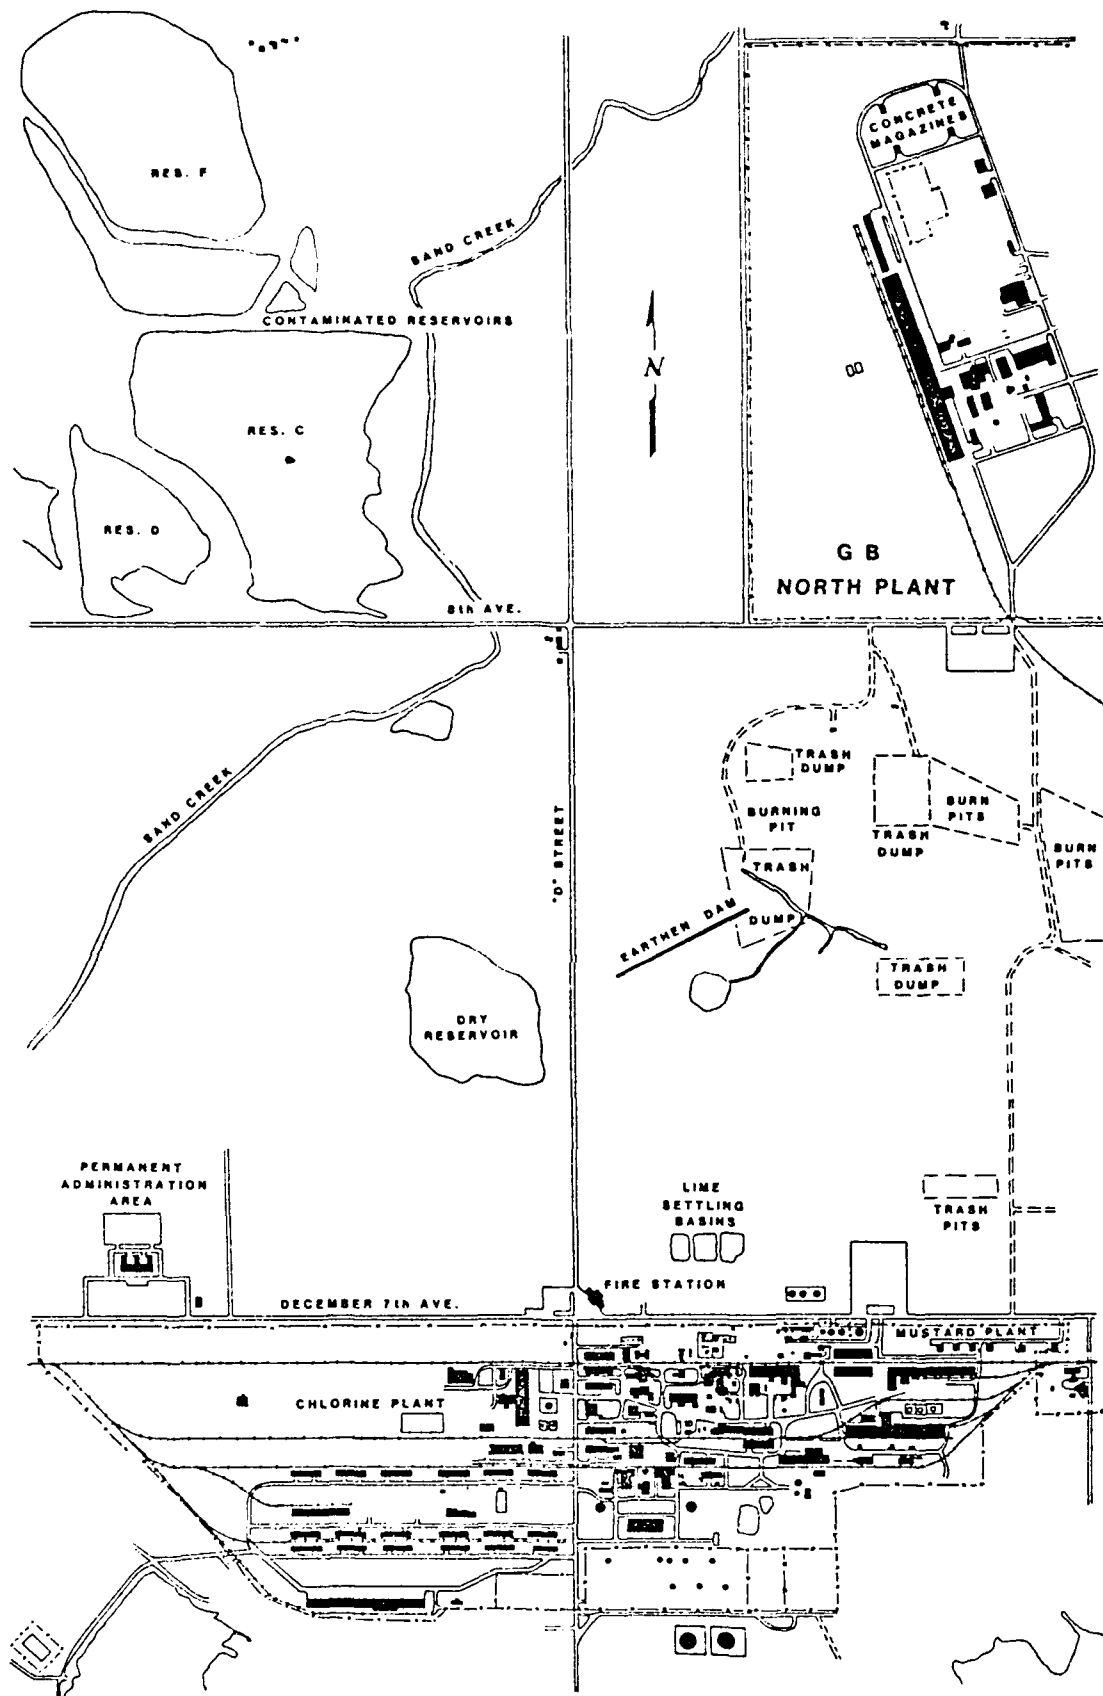 CONCRETE
MAGAZINES
RES. F
SAND CREEK
CONTAMINATED RESERVOIRS
N
RES. C
RES. D
G B
NORTH PLANT
8th AVE.
TRASH
DUMP
SAND CREEK
BURNING
PIT
BURN
PITS
TRASH
DUMP
BURN
PITS
"D" STREET
TRASH
DUMP
EARTHEN DAM
TRASH
DUMP
DRY
RESERVOIR
PERMANENT
ADMINISTRATION
AREA
LIME
SETTLING
BASINS
TRASH
PITS
FIRE STATION
DECEMBER 7th AVE.
MUSTARD PLANT
CHLORINE PLANT